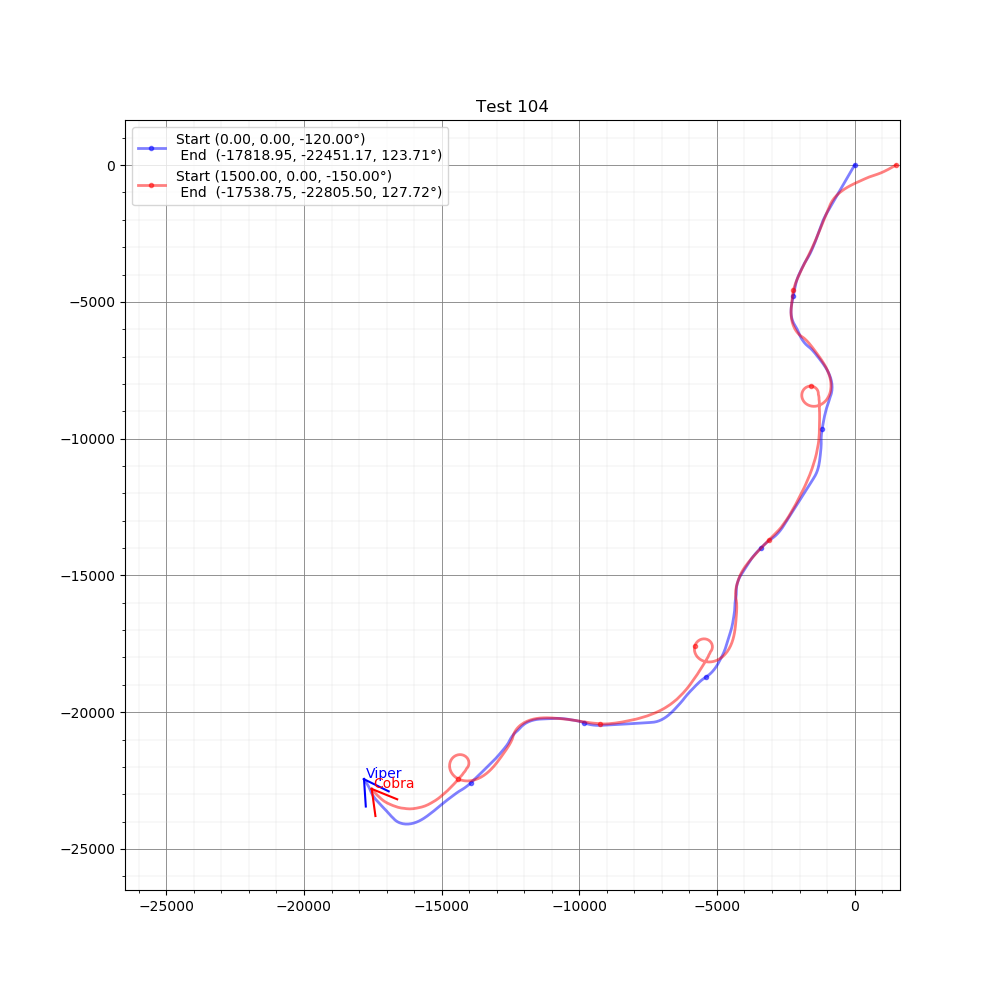 Test 104
Start (0.00, 0.00, -120.00°)
End  (-17818.95, -22451.17, 123.71°)
Start (1500.00, 0.00, -150.00°)
End  (-17538.75, -22805.50, 127.72°)
0
−5000
−10000
−15000
−20000
−25000
Viper
Cobra
−25000
−20000
−15000
−10000
−5000
0